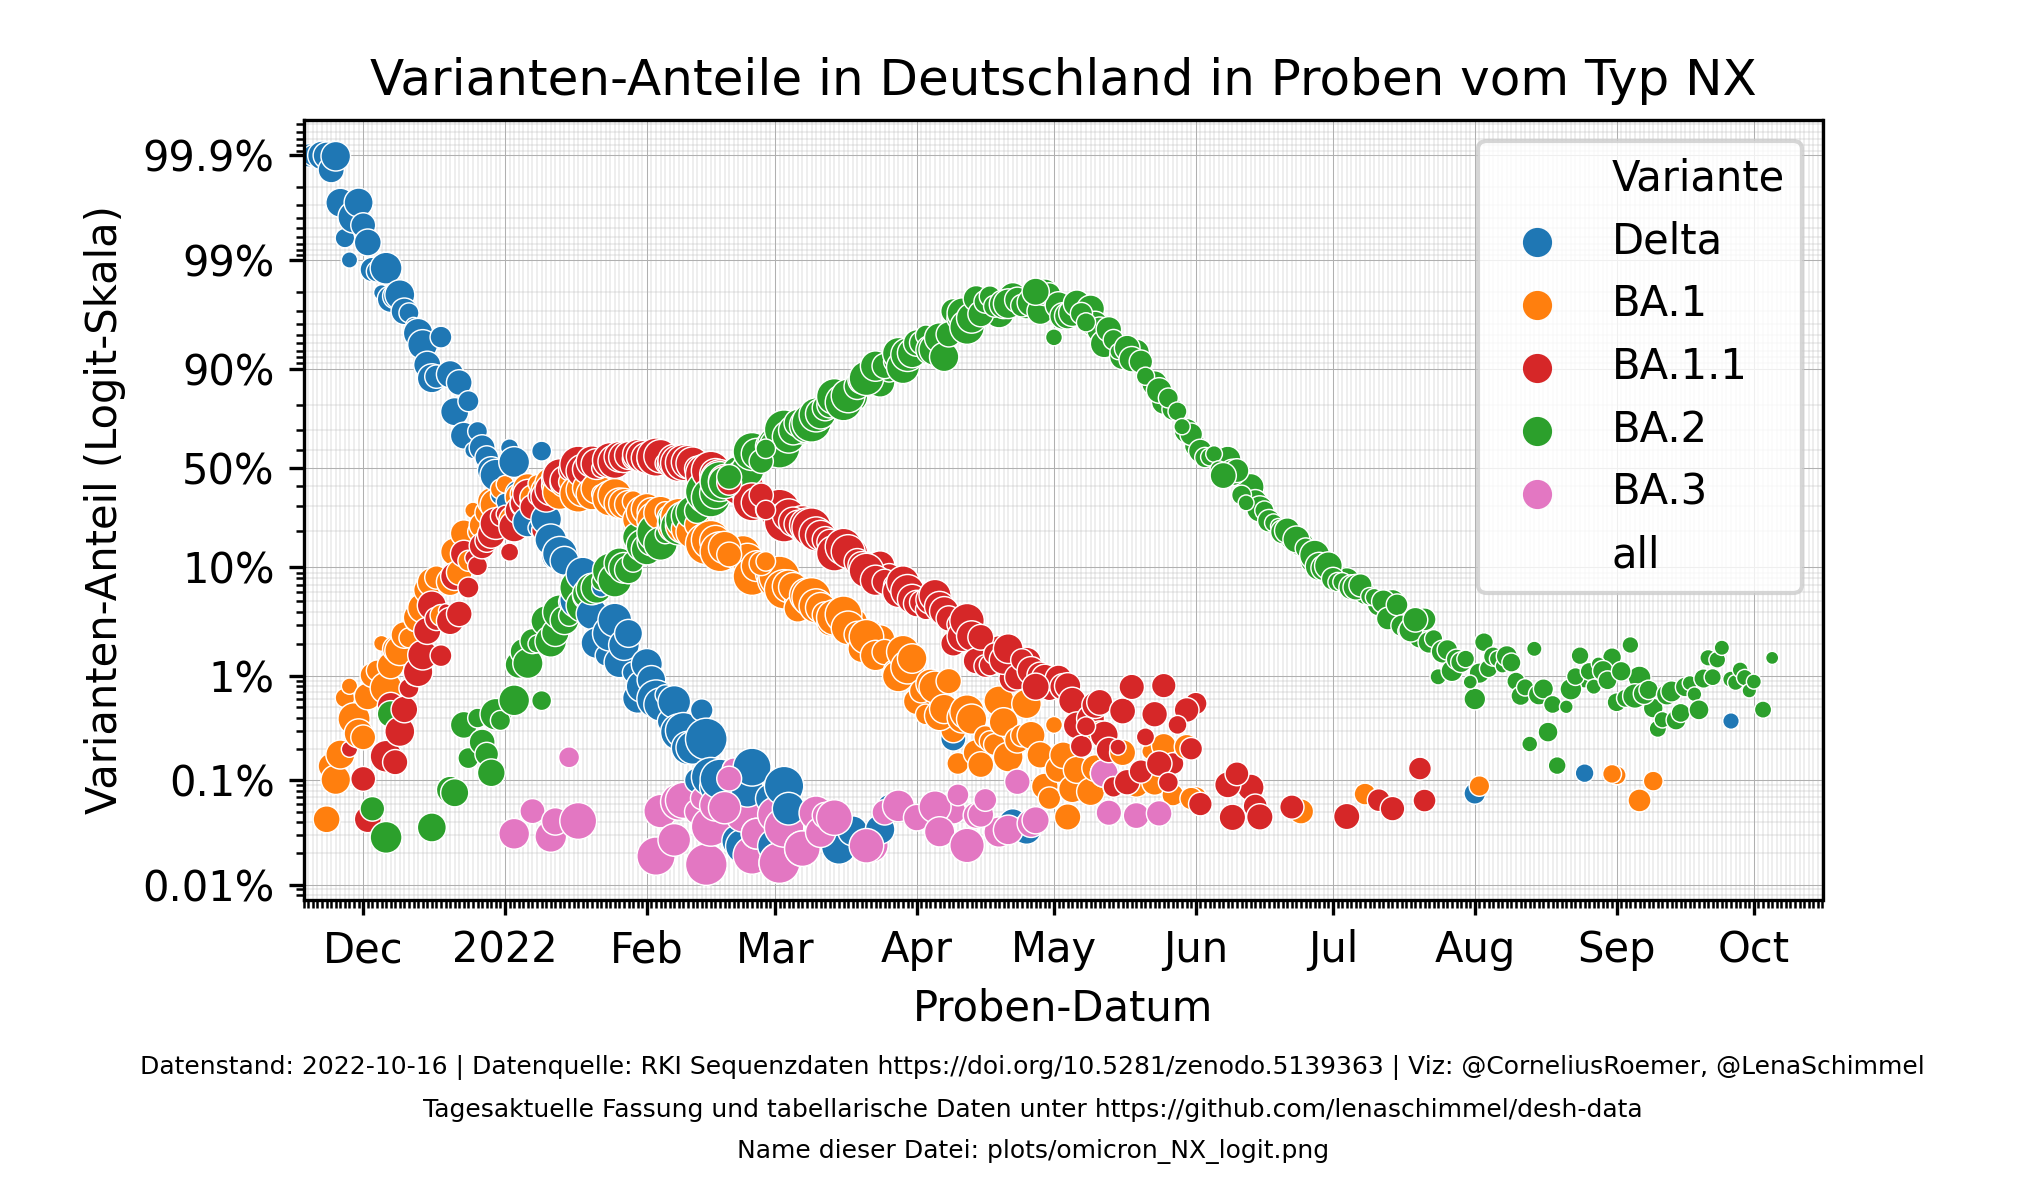 Varianten-Anteile in Deutschland in Proben vom Typ NX
Varianten-Anteil (Logit-Skala)
99.9%
99%
90%
50%
10%
1%
0.1%
0.01%
Variante
Delta
BA.1
BA.1.1
BA.2
BA.3
all
Dec 2022 Feb Mar Apr May Jun Jul Aug Sep Oct
Proben-Datum
Datenstand: 2022-10-16 | Datenquelle: RKI Sequenzdaten https://doi.org/10.5281/zenodo.5139363 | Viz: @CorneliusRoemer, @LenaSchimmel
Tagesaktuelle Fassung und tabellarische Daten unter https://github.com/lenaschimmel/desh-data
Name dieser Datei: plots/omicron_NX_logit.png